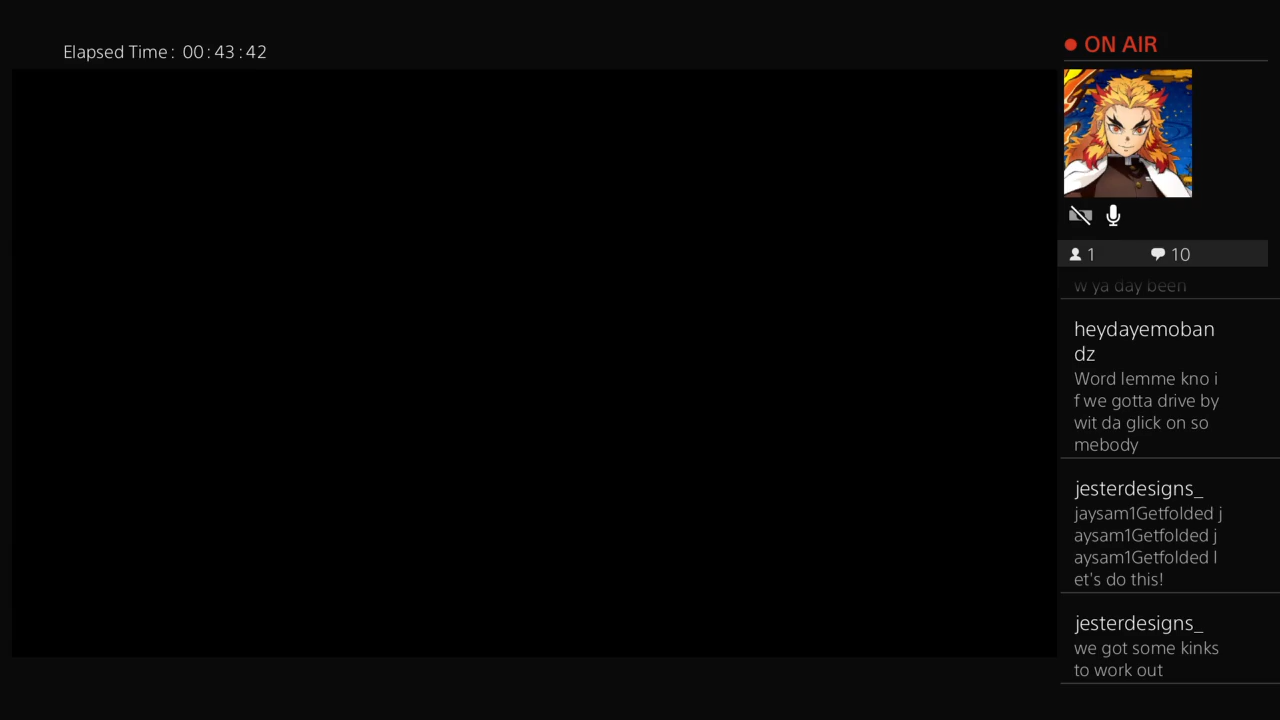 Elapsed Time: 00:43:42
ON AIR
1 10
w ya day been
heydayemoban
dz
Word lemme kno i
f we gotta drive by
wit da glick on so
mebody
jesterdesigns_
jaysam1Getfolded j
aysam1Getfolded j
aysam1Getfolded l
et's do this!
jesterdesigns_
we got some kinks
to work out